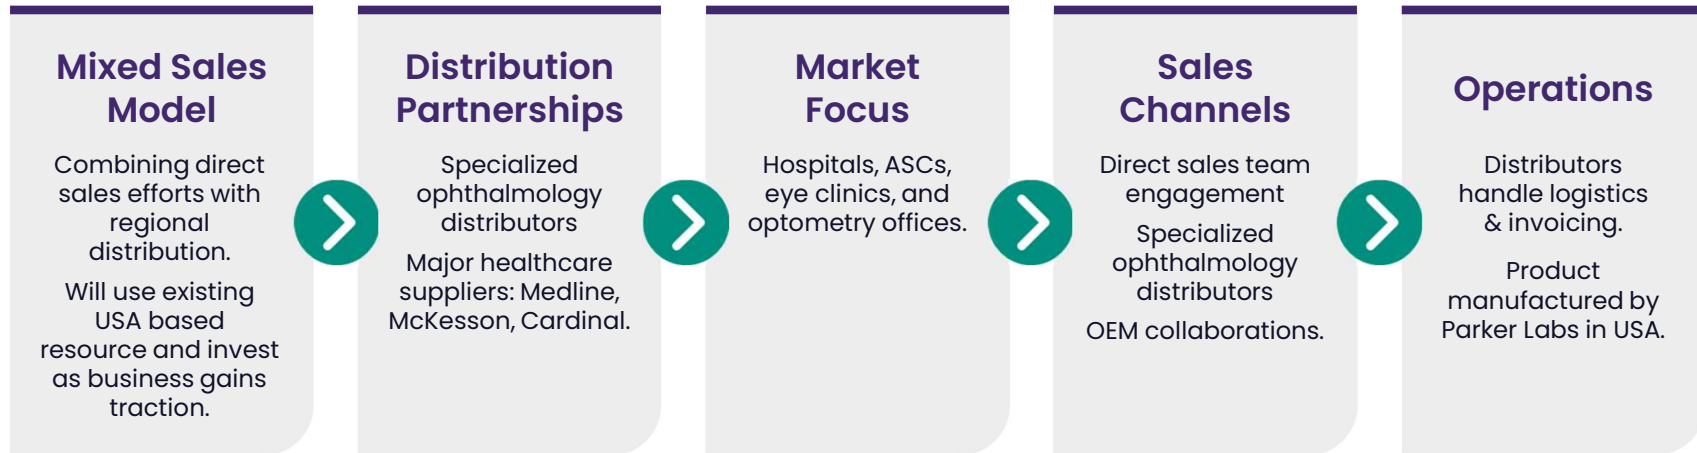 Mixed Sales
Model
Combining direct
sales efforts with
regional
distribution.
Will use existing
USA based
resource and invest
as business gains
traction.
Distribution
Partnerships
Specialized
ophthalmology
distributors
Major healthcare
suppliers: Medline,
McKesson, Cardinal.
Market
Focus
Hospitals, ASCs,
eye clinics, and
optometry offices.
Sales
Channels
Direct sales team
engagement
Specialized
ophthalmology
distributors
OEM collaborations.
Operations
Distributors
handle logistics
& invoicing.
Product
manufactured by
Parker Labs in USA.